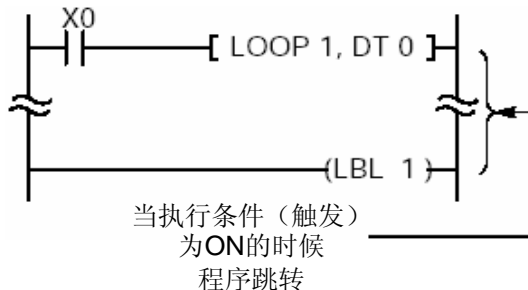 X0
[ LOOP 1, DT 0 ]
(LBL 1)
当执行条件（触发）
为ON的时候
程序跳转